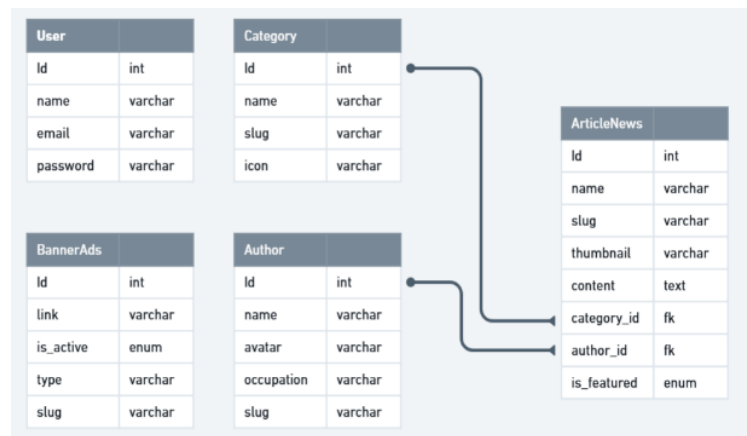 User
Id int
name varchar
email varchar
password varchar
Category
Id int
name varchar
slug varchar
icon varchar
ArticleNews
Id int
name varchar
slug varchar
thumbnail varchar
content text
category_id fk
author_id fk
is_featured enum
BannerAds
Id int
link varchar
is_active enum
type varchar
slug varchar
Author
Id int
name varchar
avatar varchar
occupation varchar
slug varchar